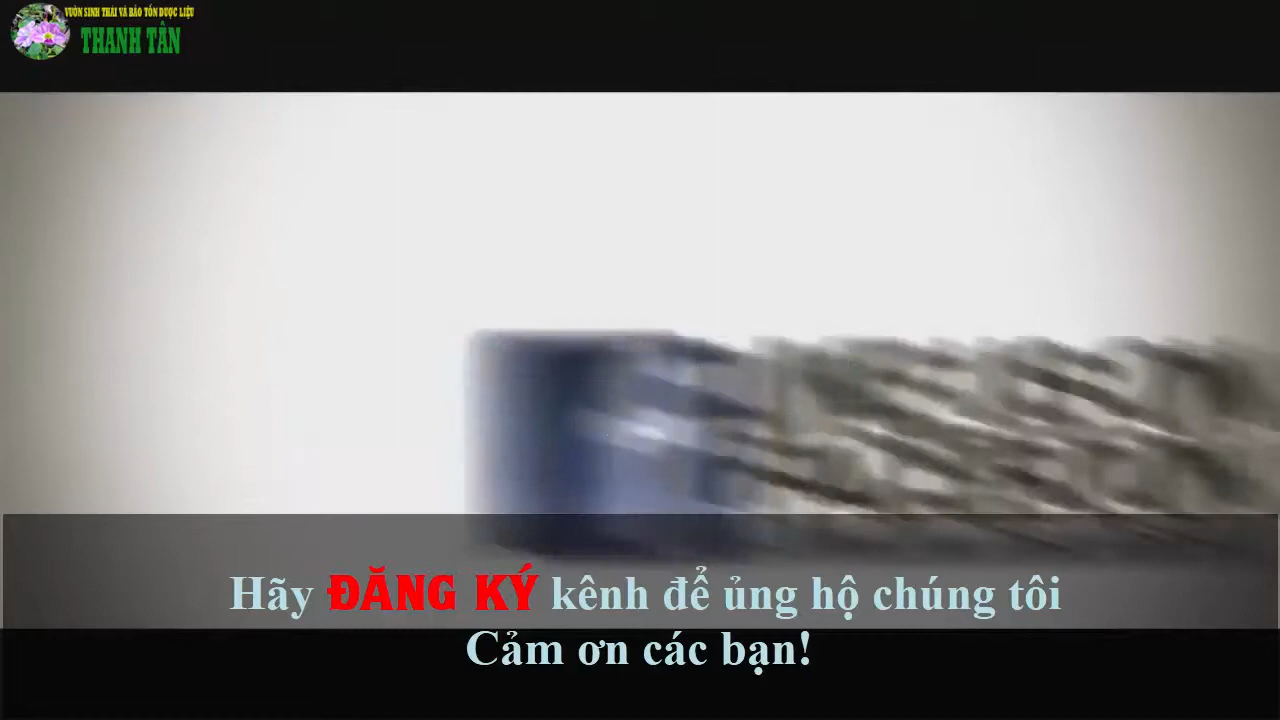 VƯỜN SINH THÁI VÀ BẢO TỒN DƯỢC LIỆU
THANH TÂN
Hãy ĐĂNG KÝ kênh để ủng hộ chúng tôi
Cảm ơn các bạn!